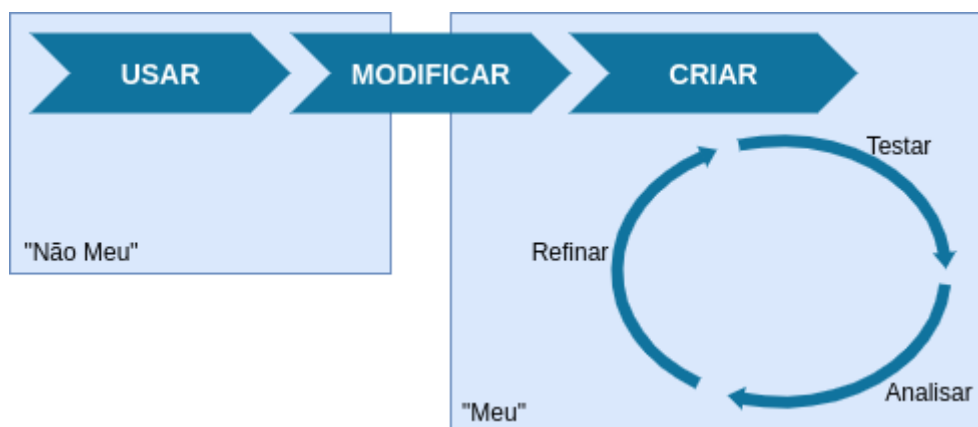 USAR
MODIFICAR
CRIAR
Testar
"Não Meu"
Refinar
Analisar
"Meu"